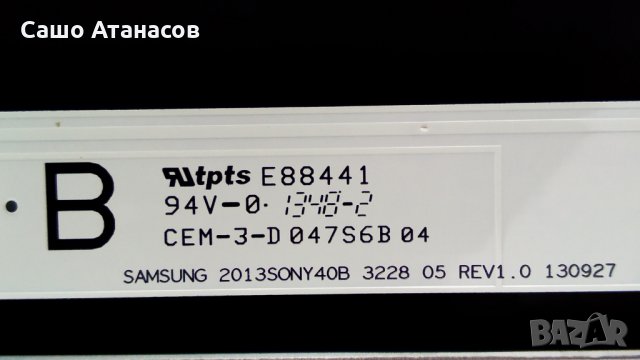 Сашо Атанасов
B
tpts E88441
94V-0· 1348-2
CEM-3-D 047S6B 04
SAMSUNG 2013SONY40B 3228 05 REV1.0 130927
BAZAR